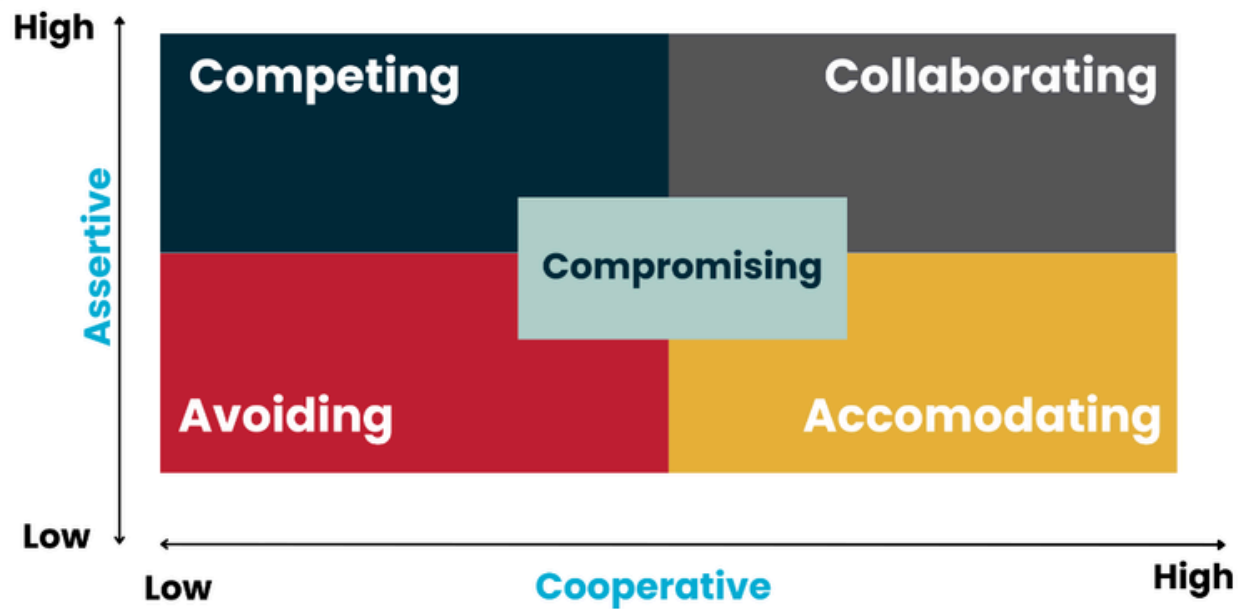 High
Competing
Collaborating
Assertive
Compromising
Avoiding
Accomodating
Low
Low
Cooperative
High